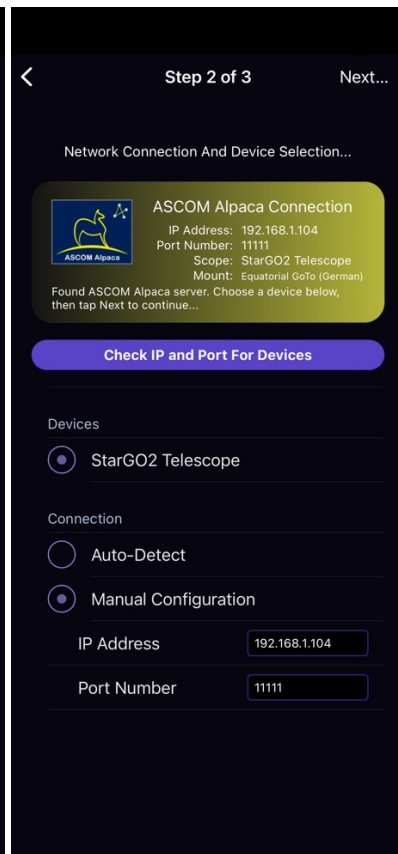 Step 2 of 3
Next...
Network Connection And Device Selection...
ASCOM Alpaca Connection
IP Address: 192.168.1.104
Port Number: 11111
Scope: StarGO2 Telescope
Mount: Equatorial GoTo (German)
ASCOM Alpaca
Found ASCOM Alpaca server. Choose a device below,
then tap Next to continue...
Check IP and Port For Devices
Devices
StarGO2 Telescope
Connection
Auto-Detect
Manual Configuration
IP Address 192.168.1.104
Port Number 11111